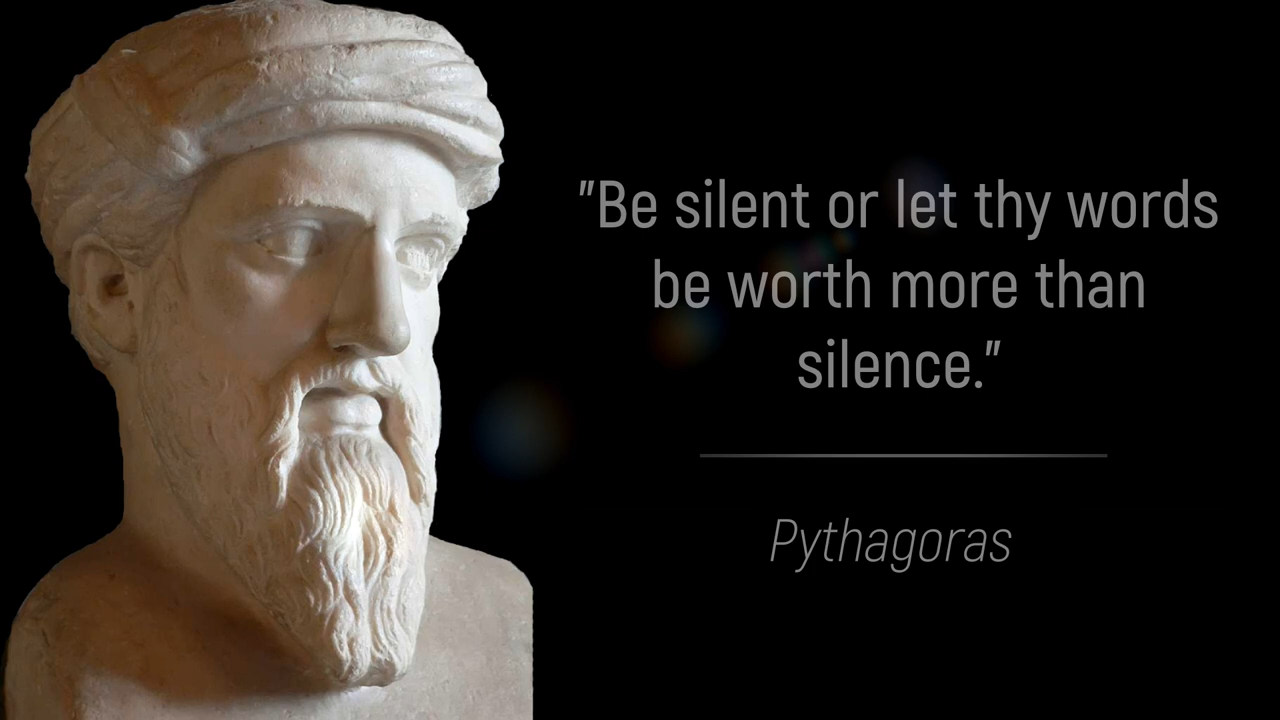 "Be silent or let thy words
be worth more than
silence."
Pythagoras